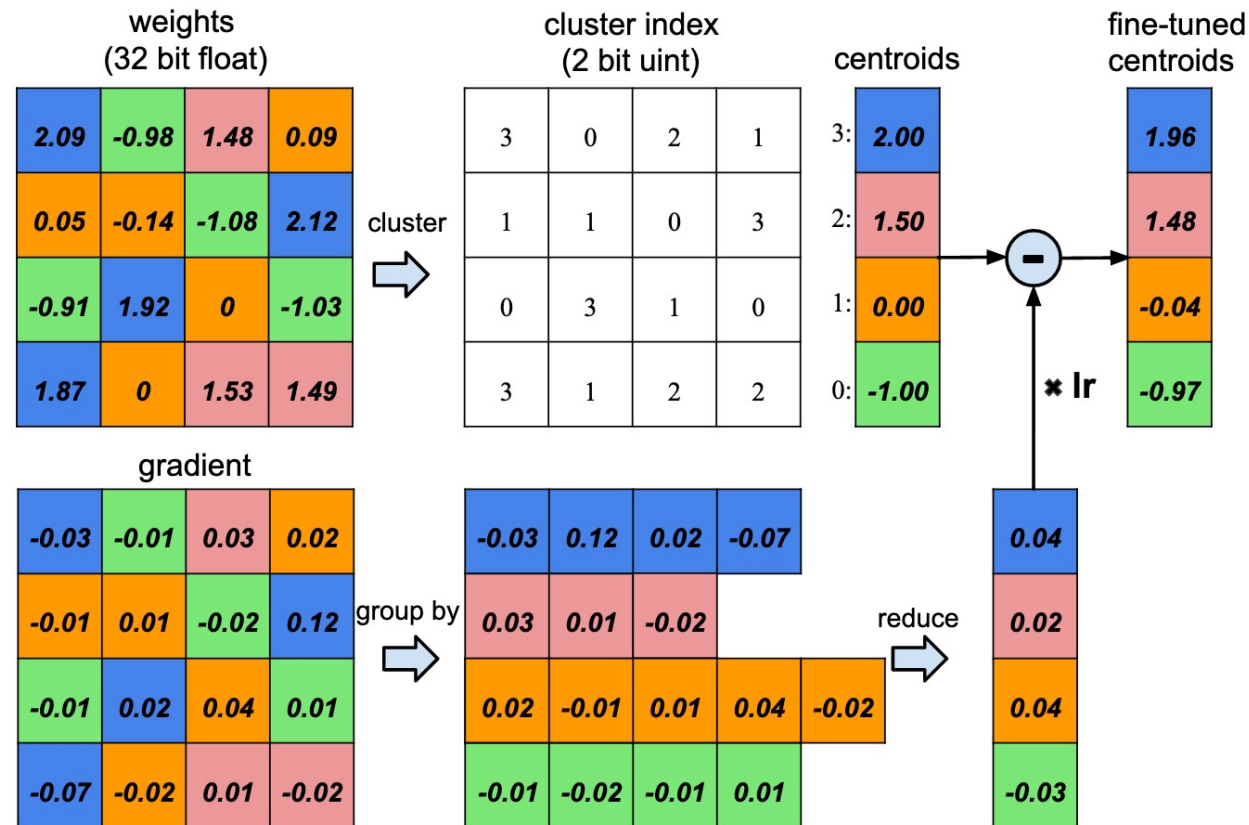 weights
(32 bit float)
cluster index
(2 bit uint)
centroids
fine-tuned
centroids
2.09 -0.98 1.48 0.09
3 0 2 1
3: 2.00
1.96
0.05 -0.14 -1.08 2.12
cluster
1 1 0 3
2: 1.50
1.48
-0.91 1.92 0 -1.03
0 3 1 0
1: 0.00
-
-0.04
1.87 0 1.53 1.49
3 1 2 2
0: -1.00
× lr
-0.97
gradient
-0.03 -0.01 0.03 0.02
-0.03 0.12 0.02 -0.07
0.04
-0.01 0.01 -0.02 0.12
group by
0.03 0.01 -0.02
reduce
0.02
-0.01 0.02 0.04 0.01
0.02 -0.01 0.01 0.04 -0.02
0.04
-0.07 -0.02 0.01 -0.02
-0.01 -0.02 -0.01 0.01
-0.03